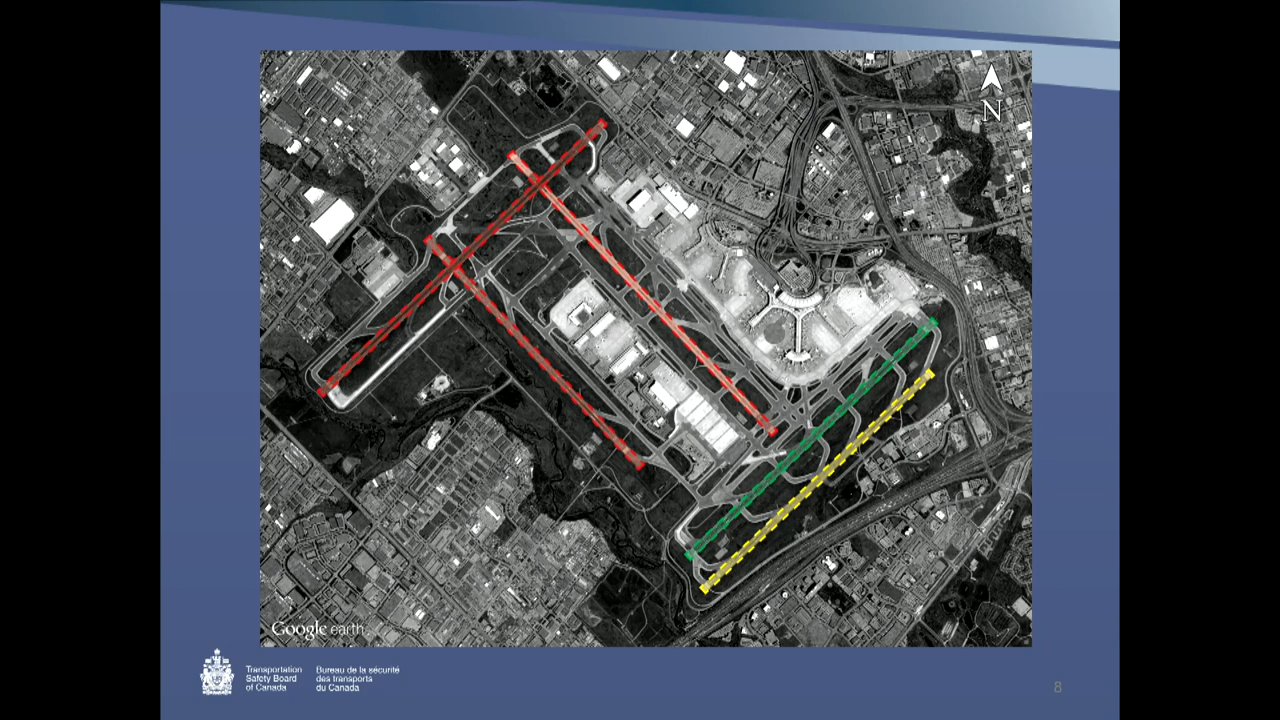 N
Google earth
Transportation
Safety Board
of Canada
Bureau de la sécurité
des transports
du Canada
8